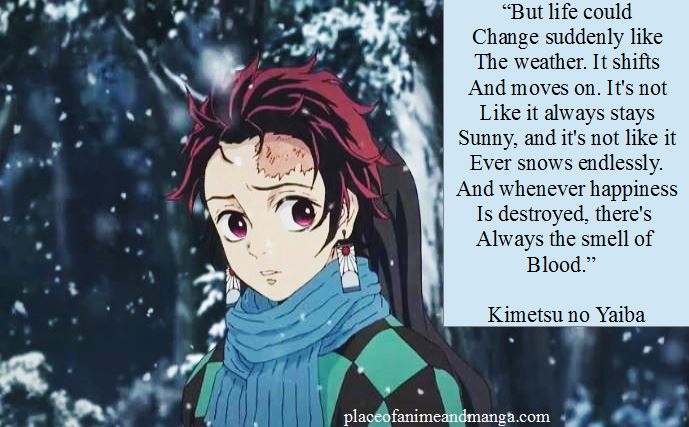 “But life could
Change suddenly like
The weather. It shifts
And moves on. It's not
Like it always stays
Sunny, and it's not like it
Ever snows endlessly.
And whenever happiness
Is destroyed, there's
Always the smell of
Blood.”
Kimetsu no Yaiba
placeofanimeandmanga.com